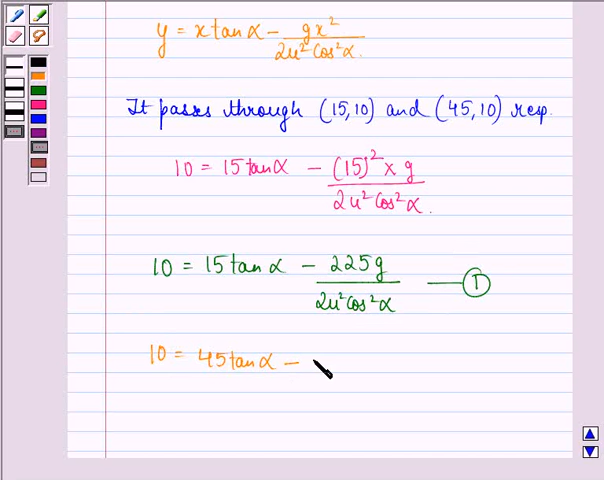 y = x tan α − gx² / 2u² Cos² α.
It passes through (15,10) and (45,10) resp.
10 = 15 tan α − (15)² × g / 2u² Cos² α.
10 = 15 tan α − 225g / 2u² cos² α — (I)
10 = 45 tan α −